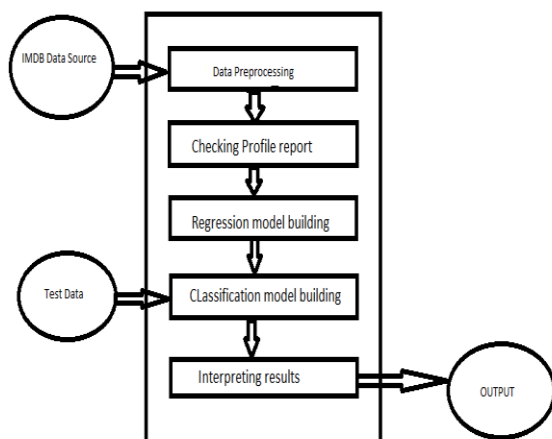 IMDB Data Source
Data Preprocessing
Checking Profile report
Regression model building
Test Data
CLassification model building
Interpreting results
OUTPUT